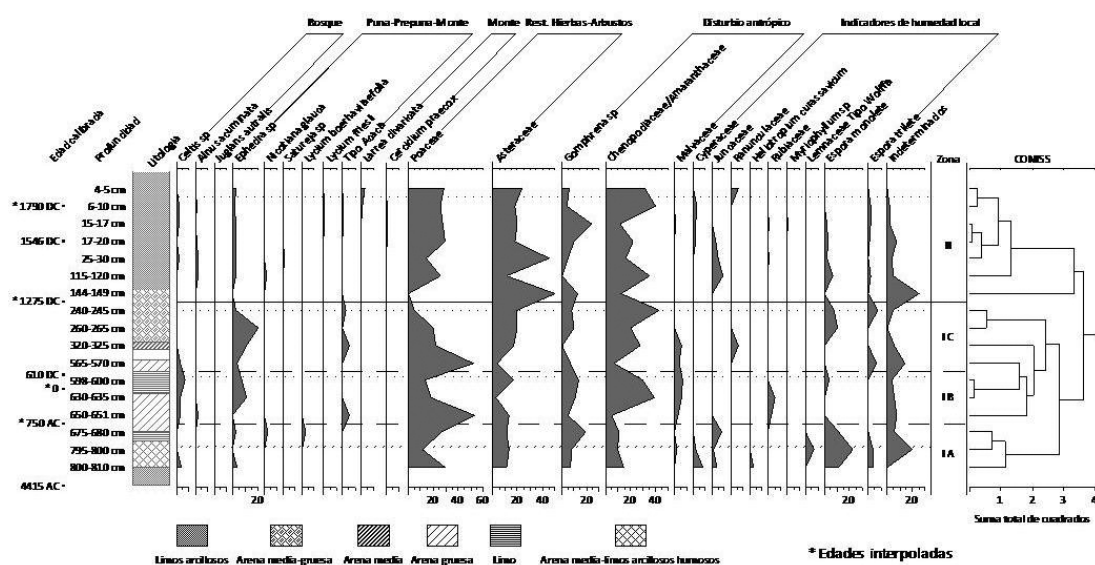 Bosque
Puna-Prepuna-Monte
Monte
Rest. Hierbas-Arbustos
Disturbio antrópico
Indicadores de humedad local
Edad calibrada
Profundidad
Litología
Celtis sp
Alnus acuminata
Juglans autralis
Ephedra sp
Nicotiana glauca
Satureja sp
Lycium boerhaviaefolia
Lycium fliesii
Tipo Acacia
Larrea divaricata
Cercidium praecox
Poaceae
Asteraceae
Gomphrena sp
Chenopodiaceae/Amaranthaceae
Malvaceae
Cyperaceae
Juncaceae
Ranunculaceae
Heliotropium curassavicum
Rubiaceae
Myriophyllum sp
Lemnaceae Tipo Wolffia
Espora monolete
Espora trilete
Indeterminados
Zona
CONISS
4-5 cm
* 1790 DC
6-10 cm
15-17 cm
1546 DC
17-20 cm
25-30 cm
II
115-120 cm
144-149 cm
* 1275 DC
240-245 cm
260-265 cm
IC
320-325 cm
565-570 cm
610 DC
598-600 cm
* 0
630-635 cm
IB
650-651 cm
* 750 AC
675-680 cm
795-800 cm
IA
800-810 cm
4415 AC
20
20 40 60
20 40
20
20 40
20
20
0 1 2 3 4
Suma total de cuadrados
Limos arcillosos
Arena media-gruesa
Arena media
Arena gruesa
Limo
Arena media-limos arcillosos humosos
* Edades interpoladas